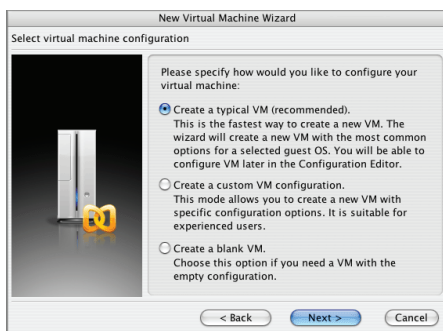 New Virtual Machine Wizard
Select virtual machine configuration
Please specify how would you like to configure your
virtual machine:
Create a typical VM (recommended).
This is the fastest way to create a new VM. The
wizard will create a new VM with the most common
options for a selected guest OS. You will be able to
configure VM later in the Configuration Editor.
Create a custom VM configuration.
This mode allows you to create a new VM with
specific configuration options. It is suitable for
experienced users.
Create a blank VM.
Choose this option if you need a VM with the
empty configuration.
< Back
Next >
Cancel